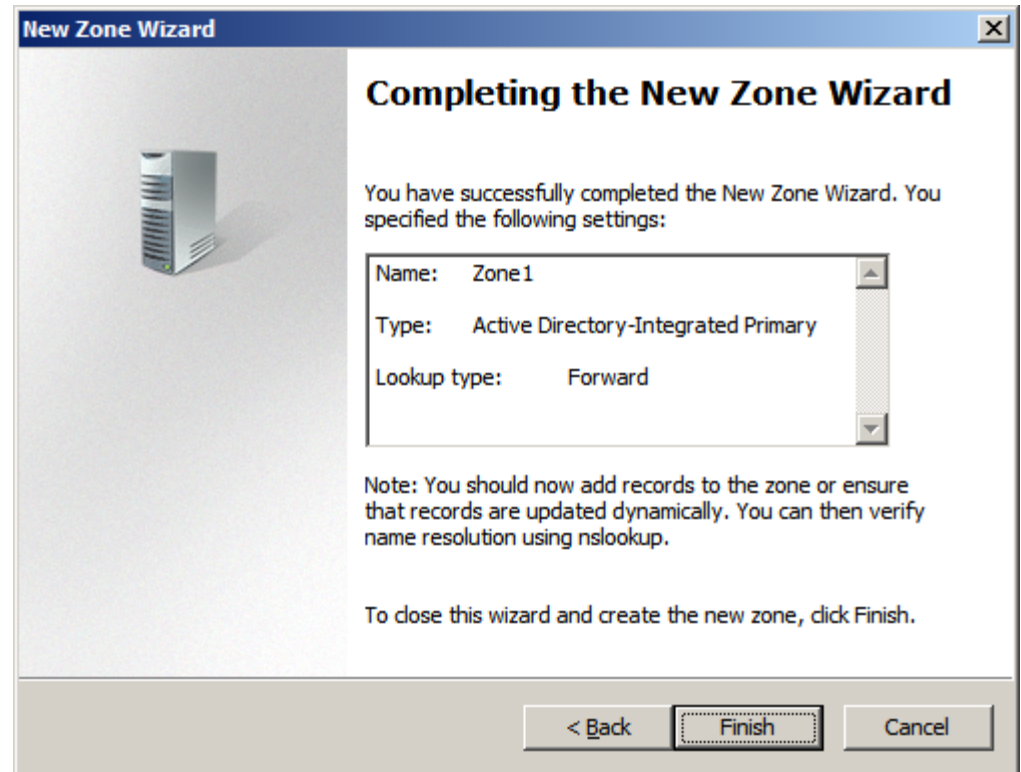 New Zone Wizard
Completing the New Zone Wizard
You have successfully completed the New Zone Wizard. You
specified the following settings:
Name: Zone1
Type: Active Directory-Integrated Primary
Lookup type: Forward
Note: You should now add records to the zone or ensure
that records are updated dynamically. You can then verify
name resolution using nslookup.
To close this wizard and create the new zone, click Finish.
< Back Finish Cancel